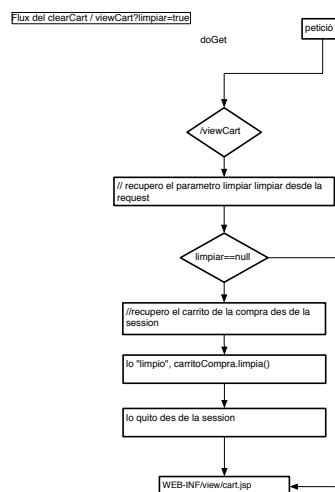 Flux del clearCart / viewCart?limpiar=true
petició
doGet
/viewCart
// recupero el parametro limpiar limpiar desde la
request
limpiar==null
//recupero el carrito de la compra des de la
session
lo "limpio", carritoCompra.limpia()
lo quito des de la session
WEB-INF/view/cart.jsp